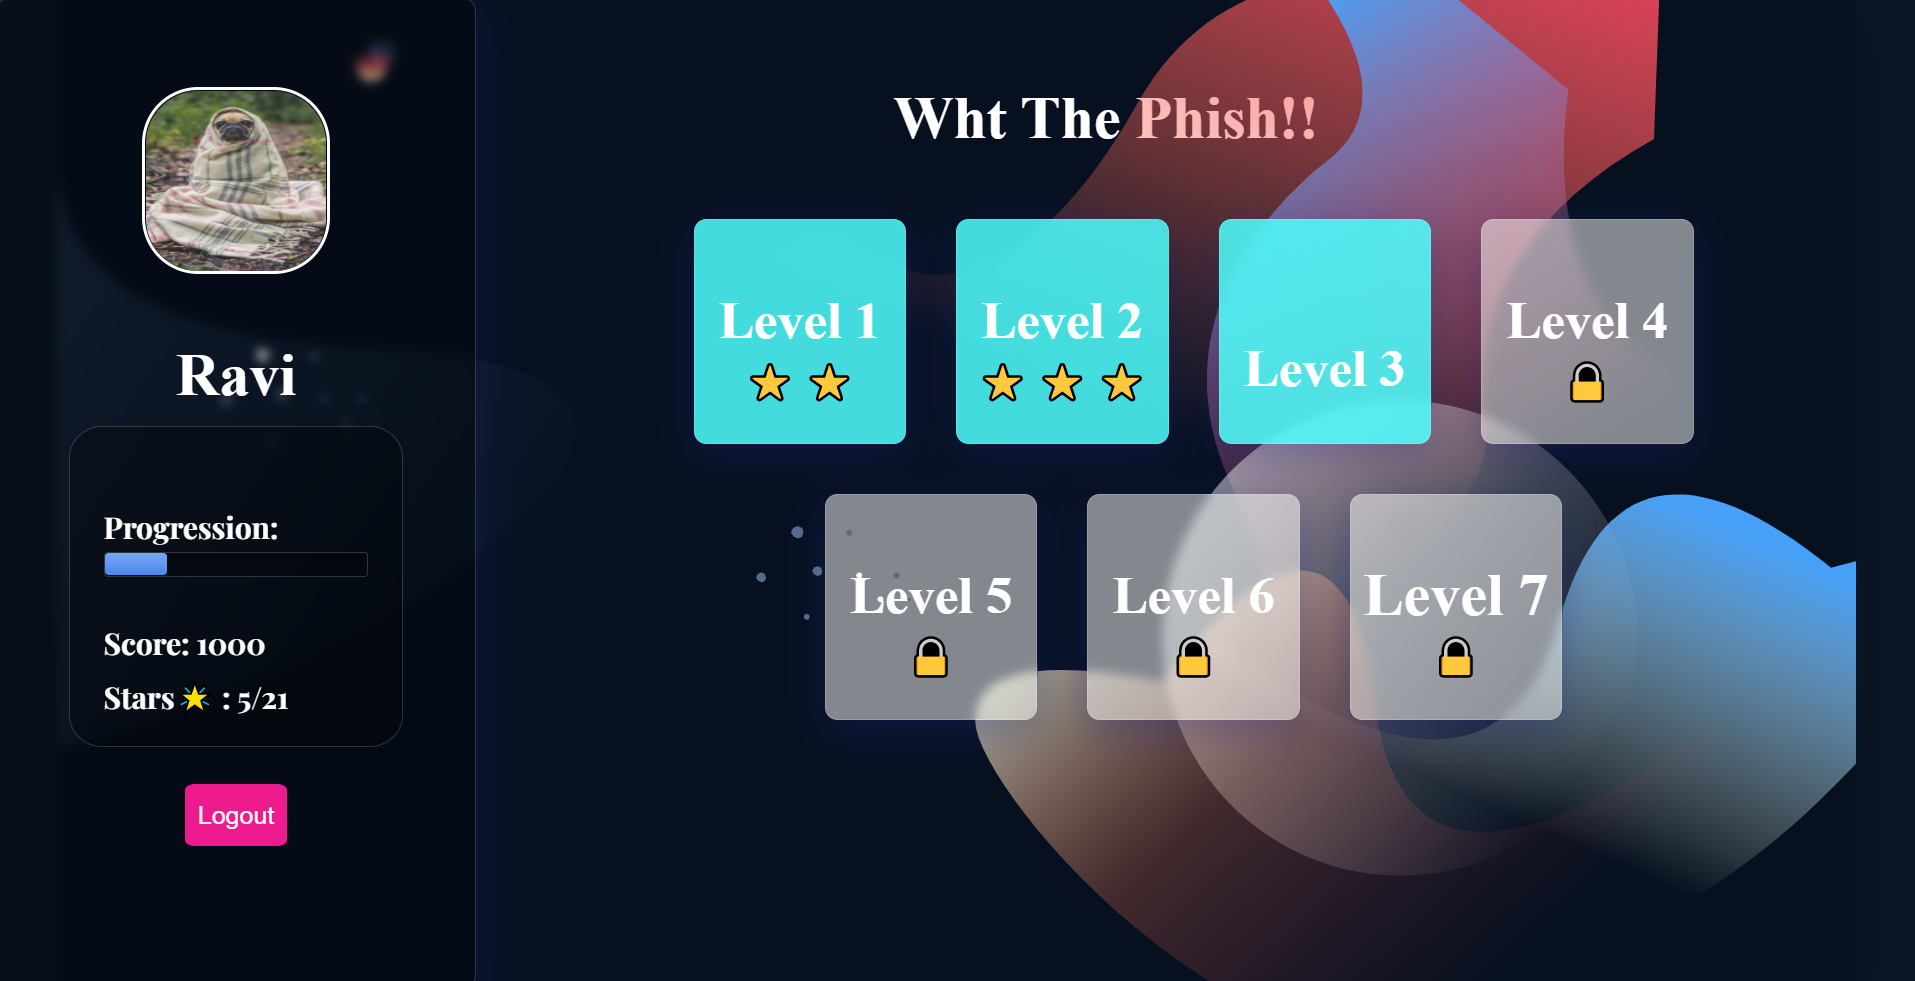 Ravi
Progression:
Score: 1000
Stars : 5/21
Logout
Wht The Phish!!
Level 1
Level 2
Level 3
Level 4
Level 5
Level 6
Level 7